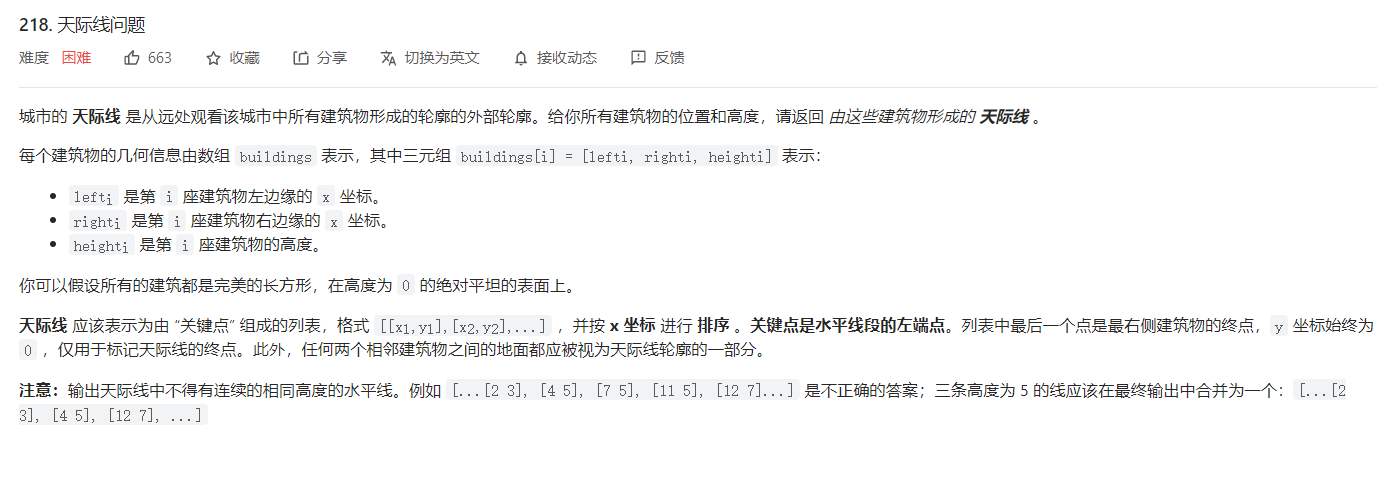 218. 天际线问题
难度 困难 663 收藏 分享 切换为英文 接收动态 反馈
城市的 天际线 是从远处观看该城市中所有建筑物形成的轮廓的外部轮廓。给你所有建筑物的位置和高度，请返回 由这些建筑物形成的 天际线 。
每个建筑物的几何信息由数组 buildings 表示，其中三元组 buildings[i] = [lefti, righti, heighti] 表示：
lefti 是第 i 座建筑物左边缘的 x 坐标。
righti 是第 i 座建筑物右边缘的 x 坐标。
heighti 是第 i 座建筑物的高度。
你可以假设所有的建筑都是完美的长方形，在高度为 0 的绝对平坦的表面上。
天际线 应该表示为由 “关键点” 组成的列表，格式 [[x1,y1],[x2,y2],...] ，并按 x 坐标 进行 排序 。关键点是水平线段的左端点。列表中最后一个点是最右侧建筑物的终点，y 坐标始终为
0 ，仅用于标记天际线的终点。此外，任何两个相邻建筑物之间的地面都应被视为天际线轮廓的一部分。
注意：输出天际线中不得有连续的相同高度的水平线。例如 [...[2 3], [4 5], [7 5], [11 5], [12 7]...] 是不正确的答案；三条高度为 5 的线应该在最终输出中合并为一个：[...[2
3], [4 5], [12 7], ...]